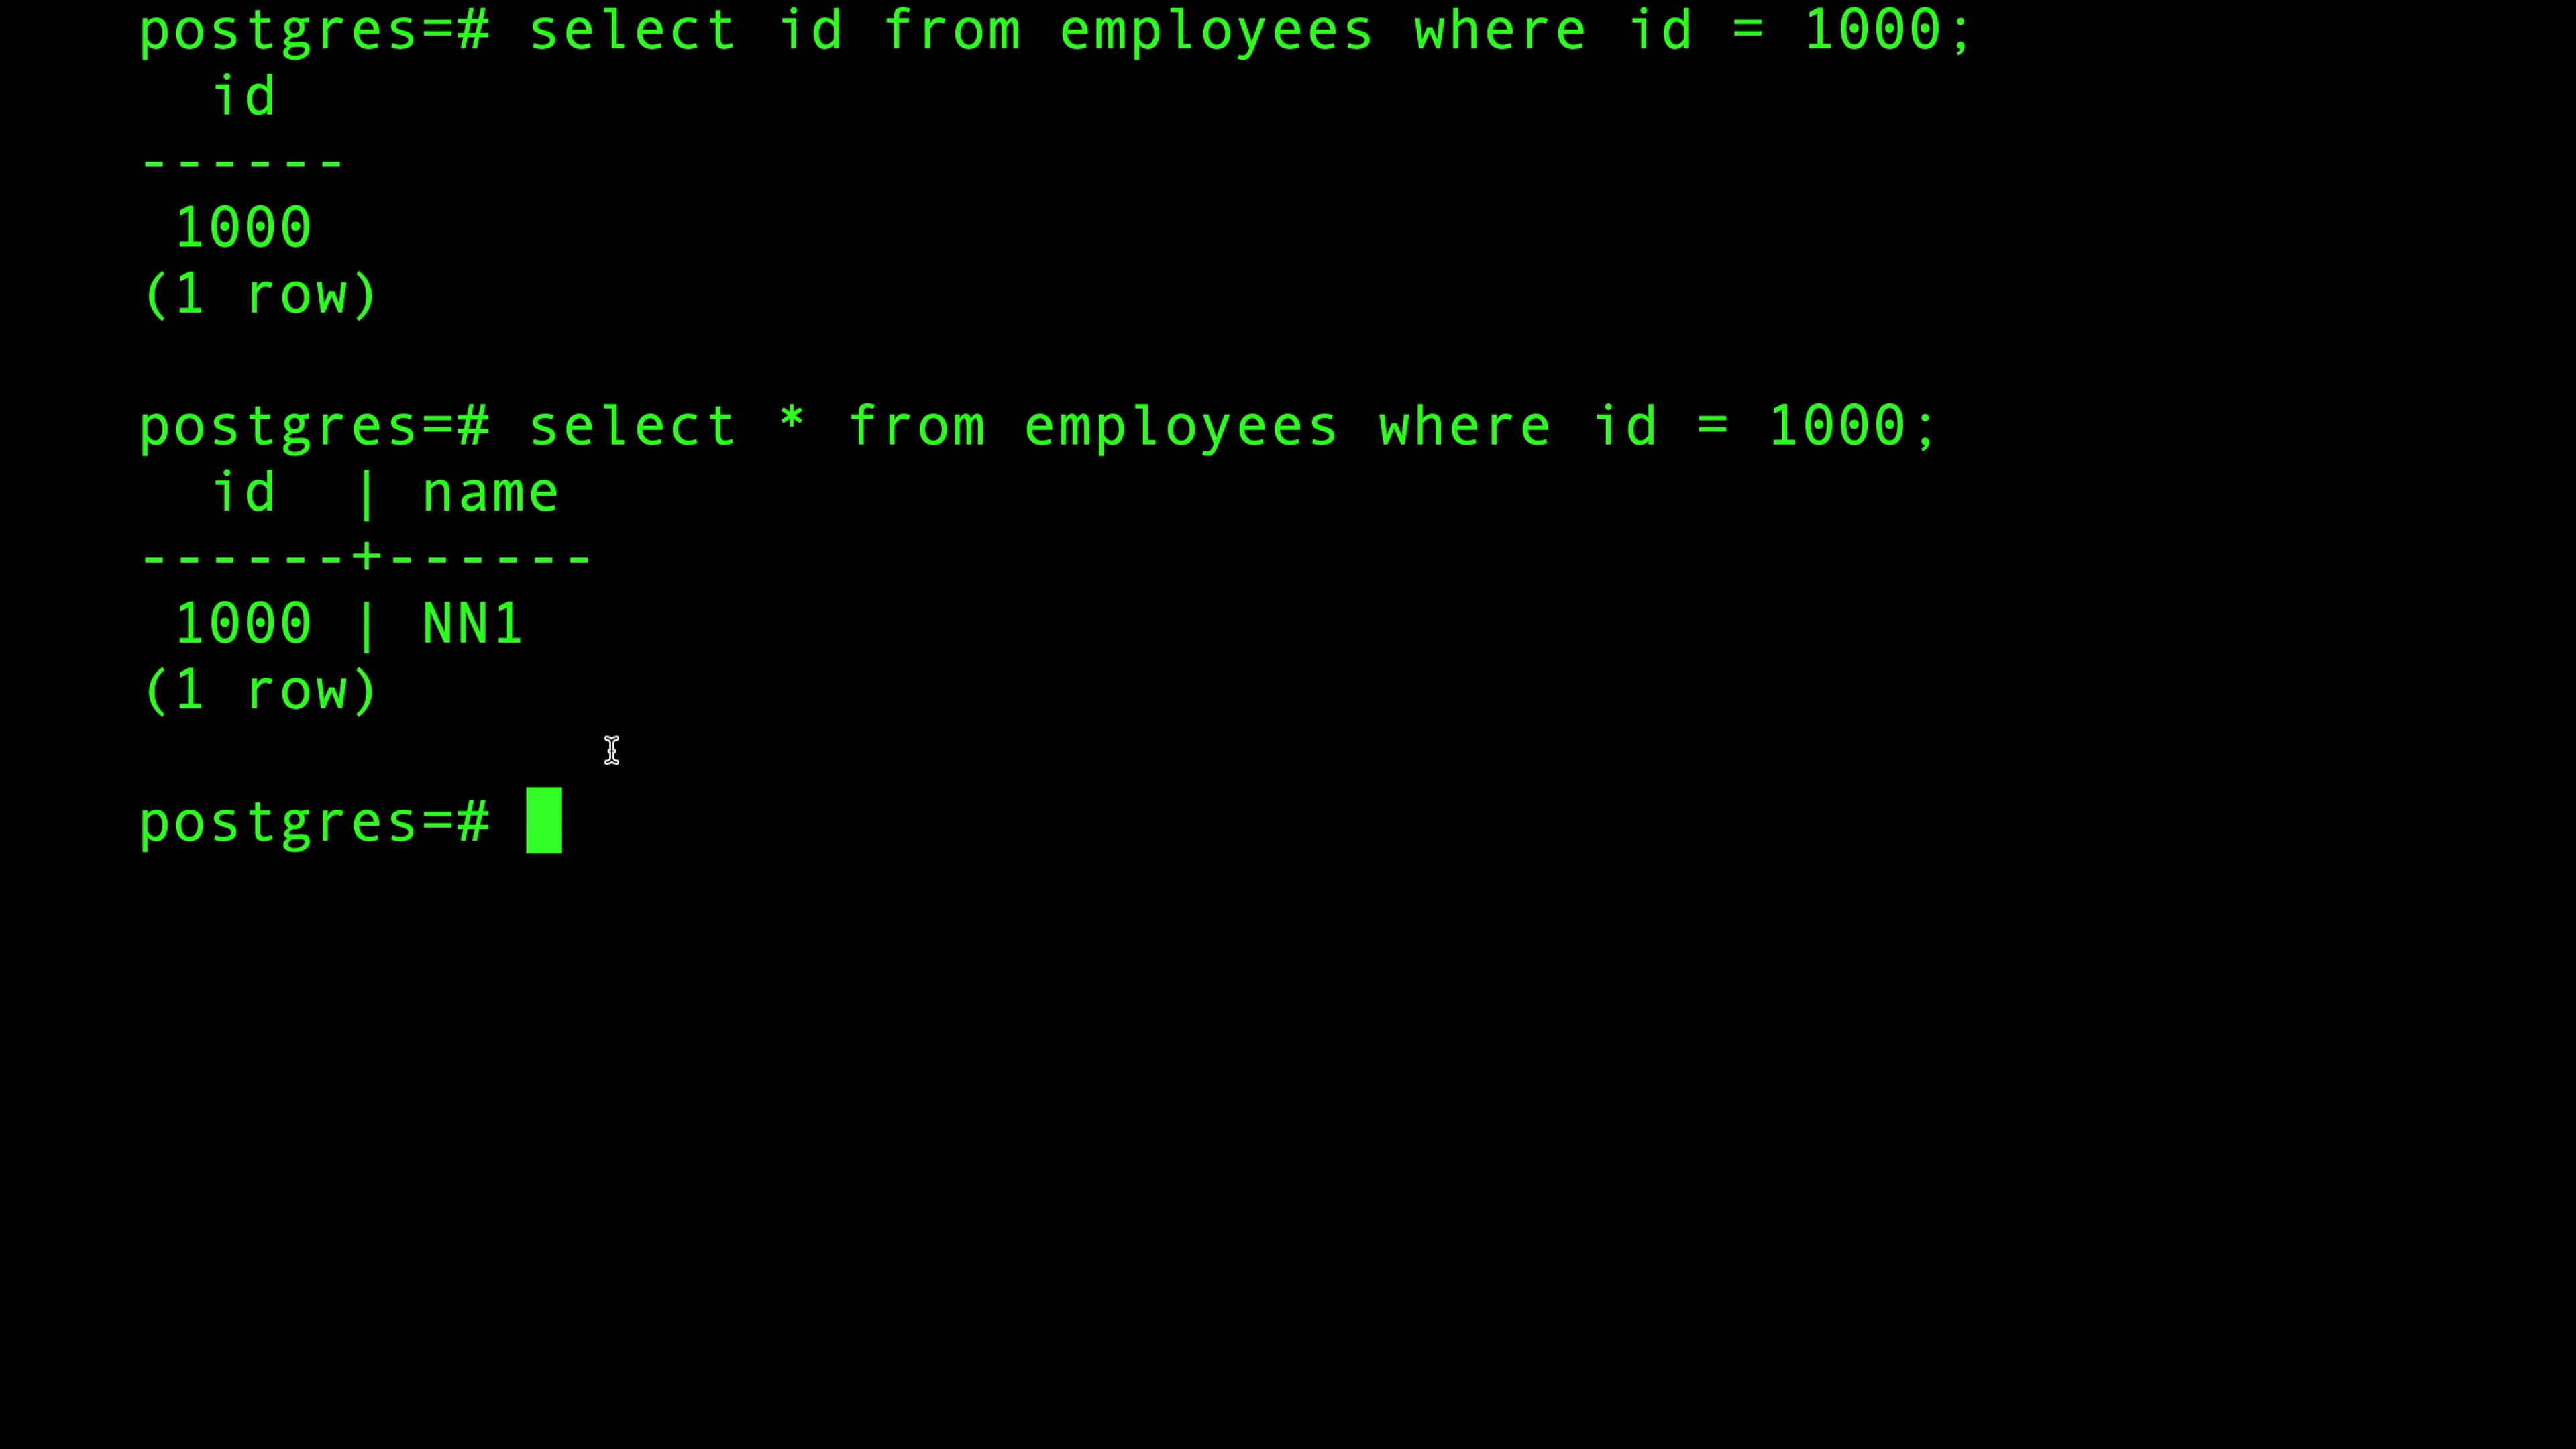 postgres=# select id from employees where id = 1000;
  id
------
 1000
(1 row)

postgres=# select * from employees where id = 1000;
  id  | name
------+------
 1000 | NN1
(1 row)

postgres=#